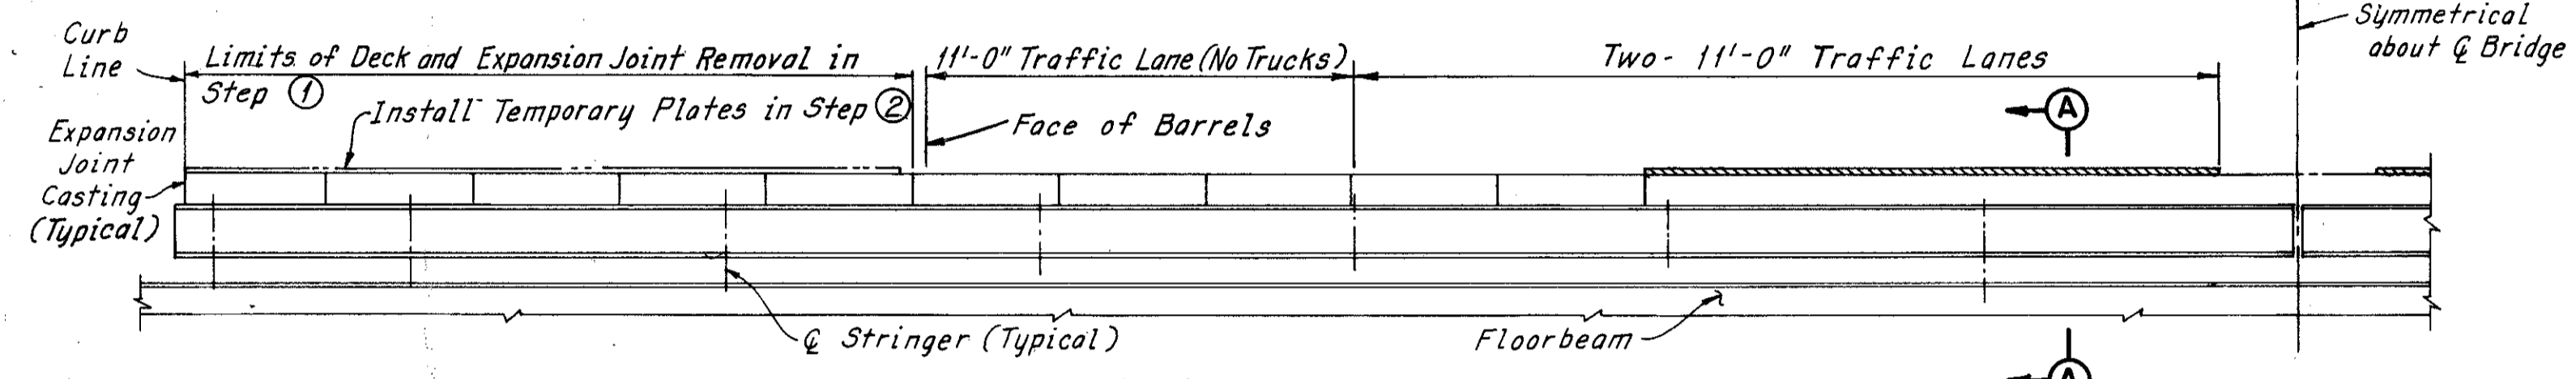 Curb
Line
Limits of Deck and Expansion Joint Removal in
Step ①
11'-0" Traffic Lane (No Trucks)
Two - 11'-0" Traffic Lanes
Symmetrical
about ℄ Bridge
Install Temporary Plates in Step ②
Face of Barrels
A
Expansion
Joint
Casting
(Typical)
℄ Stringer (Typical)
Floorbeam
A